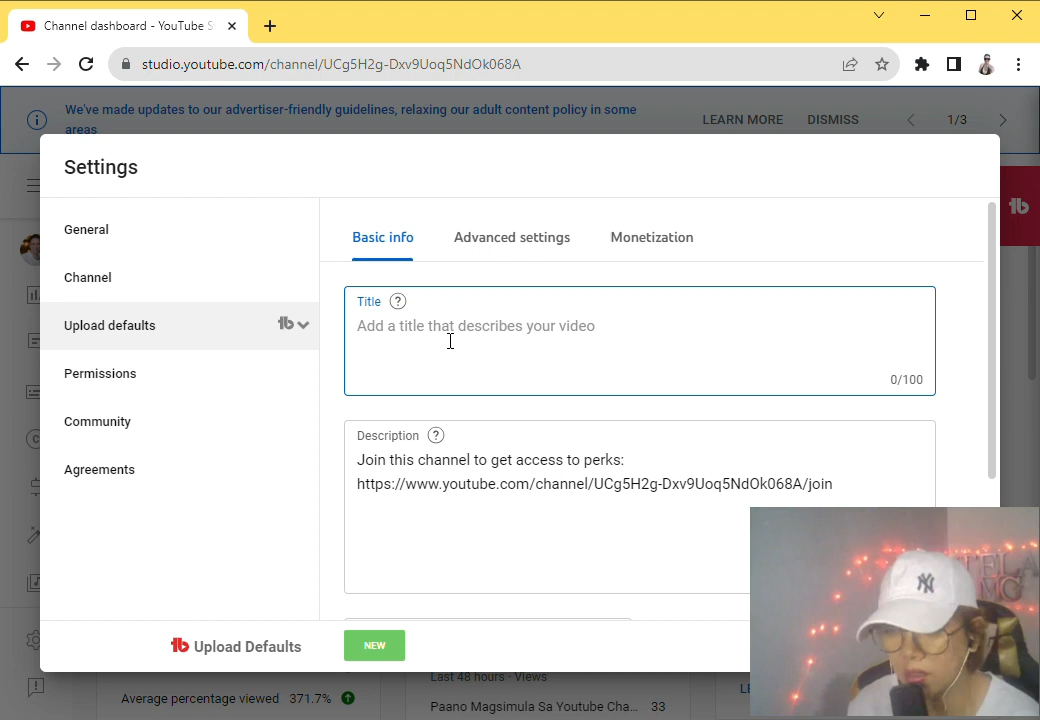 Channel dashboard - YouTube S
studio.youtube.com/channel/UCg5H2g-Dxv9Uoq5NdOk068A
We've made updates to our advertiser-friendly guidelines, relaxing our adult content policy in some
areas
LEARN MORE
DISMISS
1/3
Settings
General
Channel
Upload defaults
Permissions
Community
Agreements
Basic info
Advanced settings
Monetization
Title
Add a title that describes your video
0/100
Description
Join this channel to get access to perks:
https://www.youtube.com/channel/UCg5H2g-Dxv9Uoq5NdOk068A/join
Upload Defaults
NEW
Average percentage viewed 371.7%
Last 48 hours · Views
Paano Magsimula Sa Youtube Cha... 33